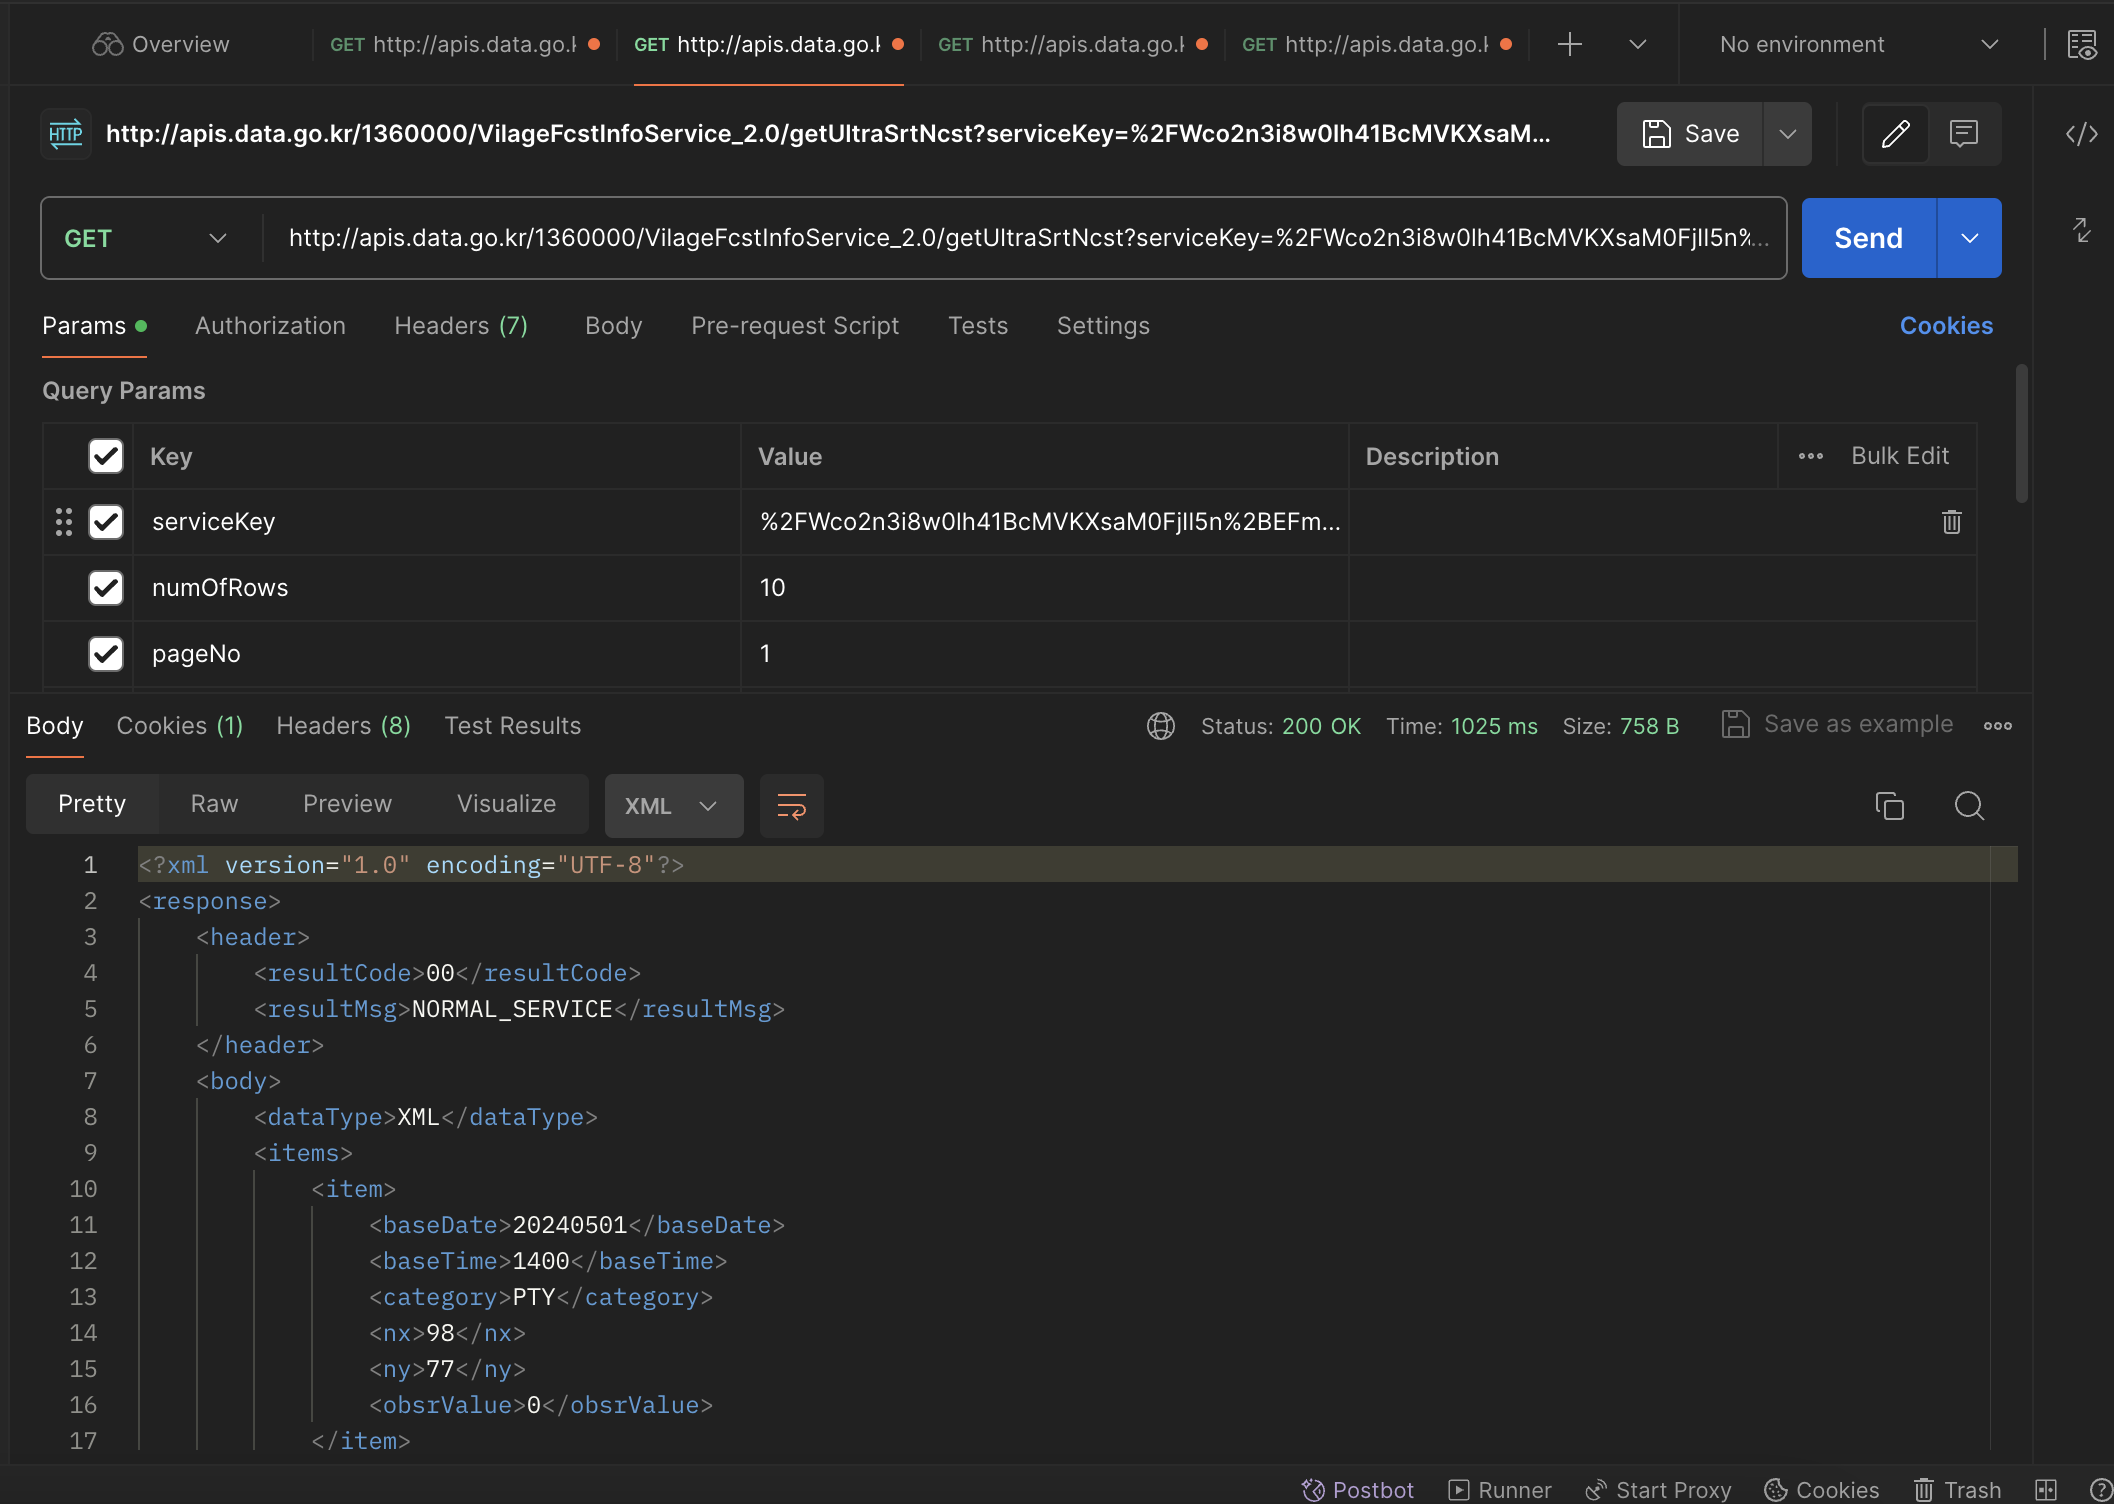 Overview
GET http://apis.data.go.k
GET http://apis.data.go.k
GET http://apis.data.go.k
GET http://apis.data.go.k
No environment
HTTP
http://apis.data.go.kr/1360000/VilageFcstInfoService_2.0/getUltraSrtNcst?serviceKey=%2FWco2n3i8w0lh41BcMVKXsaM...
Save
GET
http://apis.data.go.kr/1360000/VilageFcstInfoService_2.0/getUltraSrtNcst?serviceKey=%2FWco2n3i8w0lh41BcMVKXsaM0FjIl5n%...
Send
Params
Authorization
Headers (7)
Body
Pre-request Script
Tests
Settings
Cookies
Query Params
Key
Value
Description
Bulk Edit
serviceKey
%2FWco2n3i8w0lh41BcMVKXsaM0FjIl5n%2BEFm...
numOfRows
10
pageNo
1
Body
Cookies (1)
Headers (8)
Test Results
Status: 200 OK
Time: 1025 ms
Size: 758 B
Save as example
Pretty
Raw
Preview
Visualize
XML
1 <?xml version="1.0" encoding="UTF-8"?>
2 <response>
3 <header>
4 <resultCode>00</resultCode>
5 <resultMsg>NORMAL_SERVICE</resultMsg>
6 </header>
7 <body>
8 <dataType>XML</dataType>
9 <items>
10 <item>
11 <baseDate>20240501</baseDate>
12 <baseTime>1400</baseTime>
13 <category>PTY</category>
14 <nx>98</nx>
15 <ny>77</ny>
16 <obsrValue>0</obsrValue>
17 </item>
Postbot
Runner
Start Proxy
Cookies
Trash